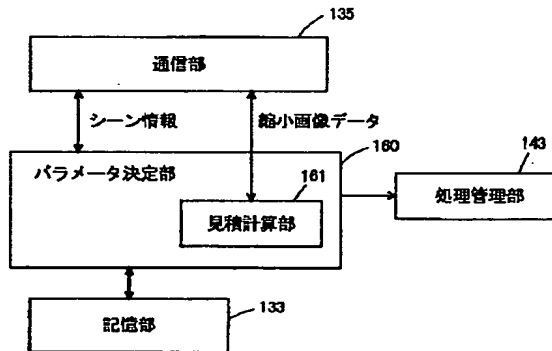 135
通信部
シーン情報
縮小画像データ
160
パラメータ決定部
161
見積計算部
143
処理管理部
133
記憶部